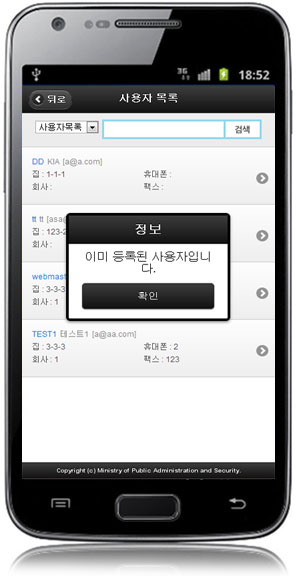 3G 18:52
뒤로 사용자 목록
사용자목록 검색
DD KIA [a@a.com]
집 : 1-1-1 휴대폰 :
회사 : 팩스 :
tt tt [asa@
집 : 123-2
회사 :
정보
이미 등록된 사용자입니
다.
확인
webmast
집 : 3-3-3
회사 : 1
TEST1 테스트1 [a@aa.com]
집 : 3-3-3 휴대폰 : 2
회사 : 1 팩스 : 123
Copyright (c) Ministry of Public Administration and Security.